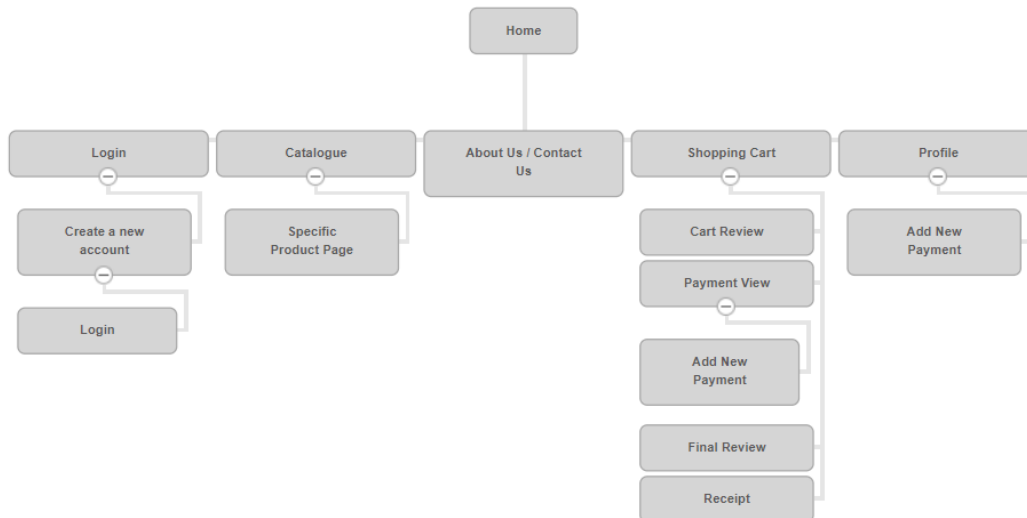 Home
Login
Catalogue
About Us / Contact
Us
Shopping Cart
Profile
Create a new
account
Specific
Product Page
Cart Review
Add New
Payment
Payment View
Login
Add New
Payment
Final Review
Receipt